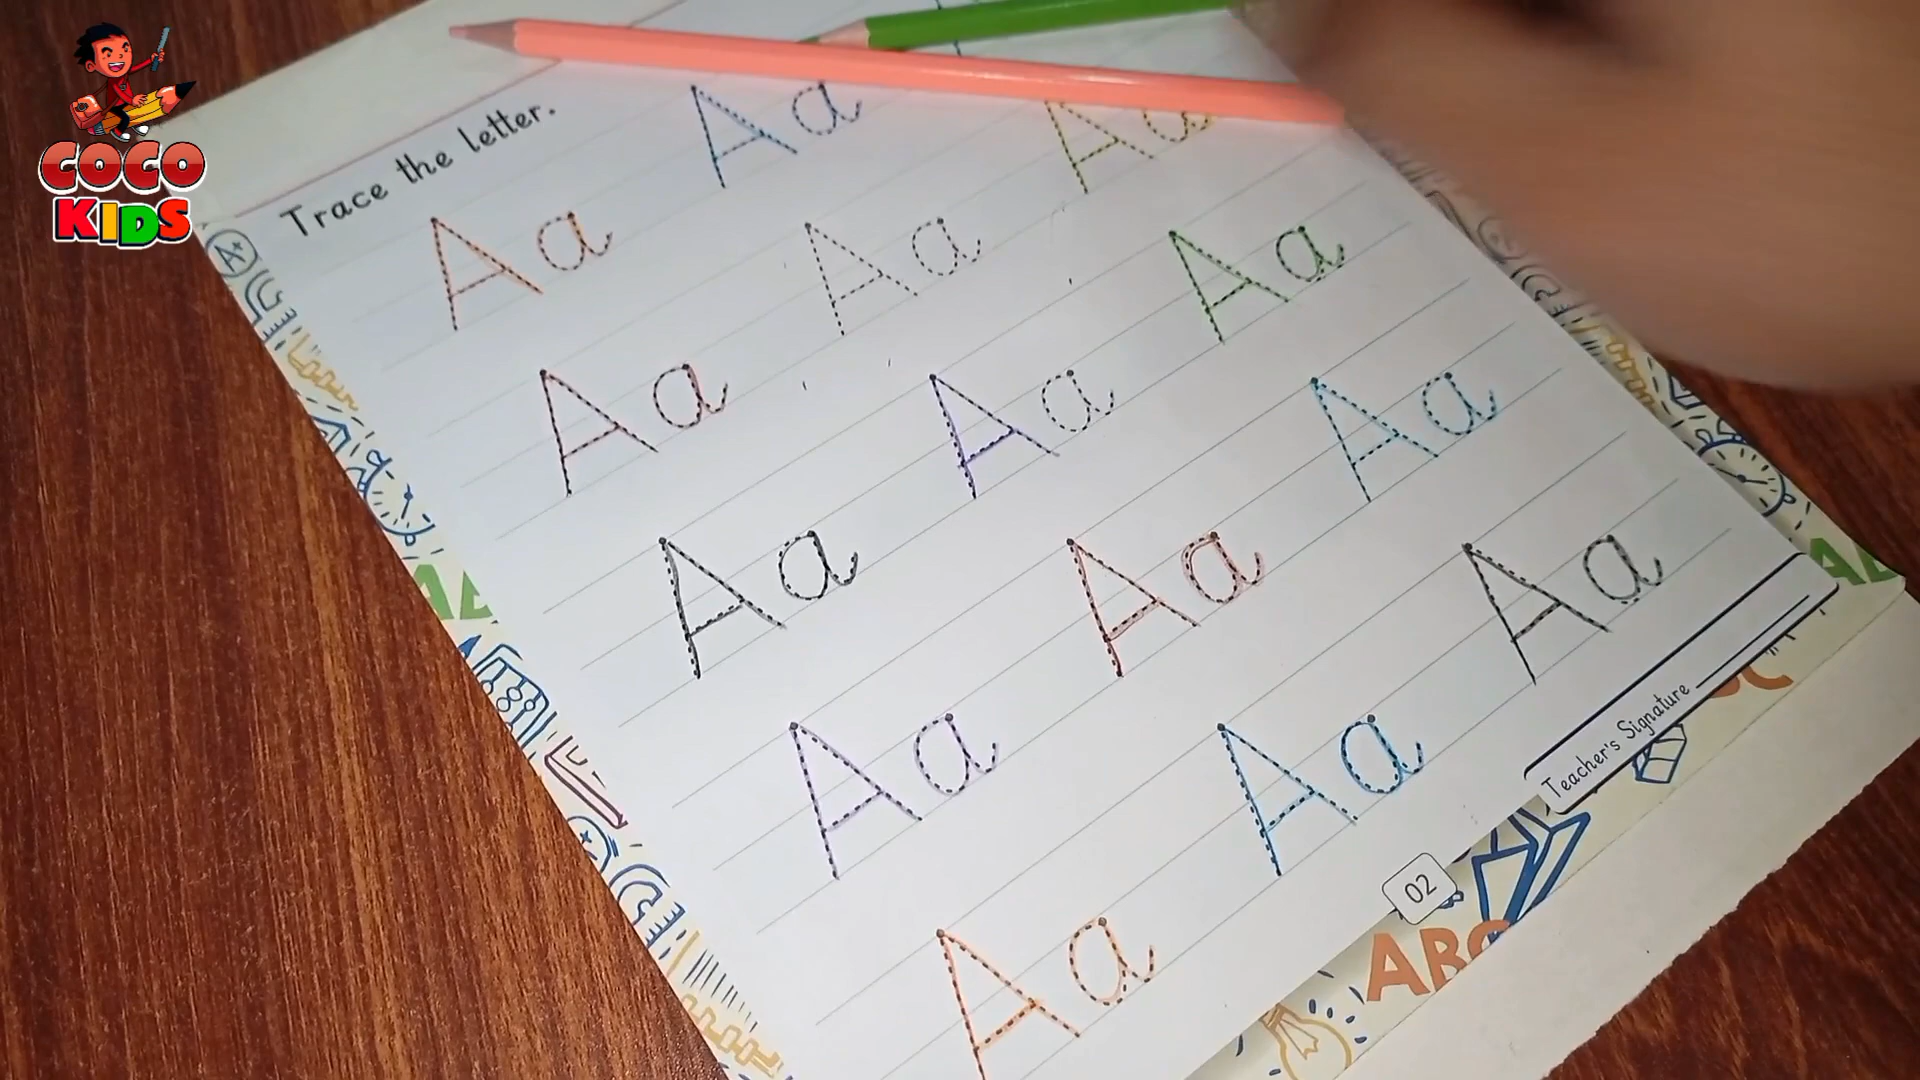 COCO
KIDS
Trace the letter.
Aa Aa Aa
Aa Aa Aa
Aa Aa Aa
Aa Aa Aa
Aa Aa
Aa
Teacher's Signature
02
ABC